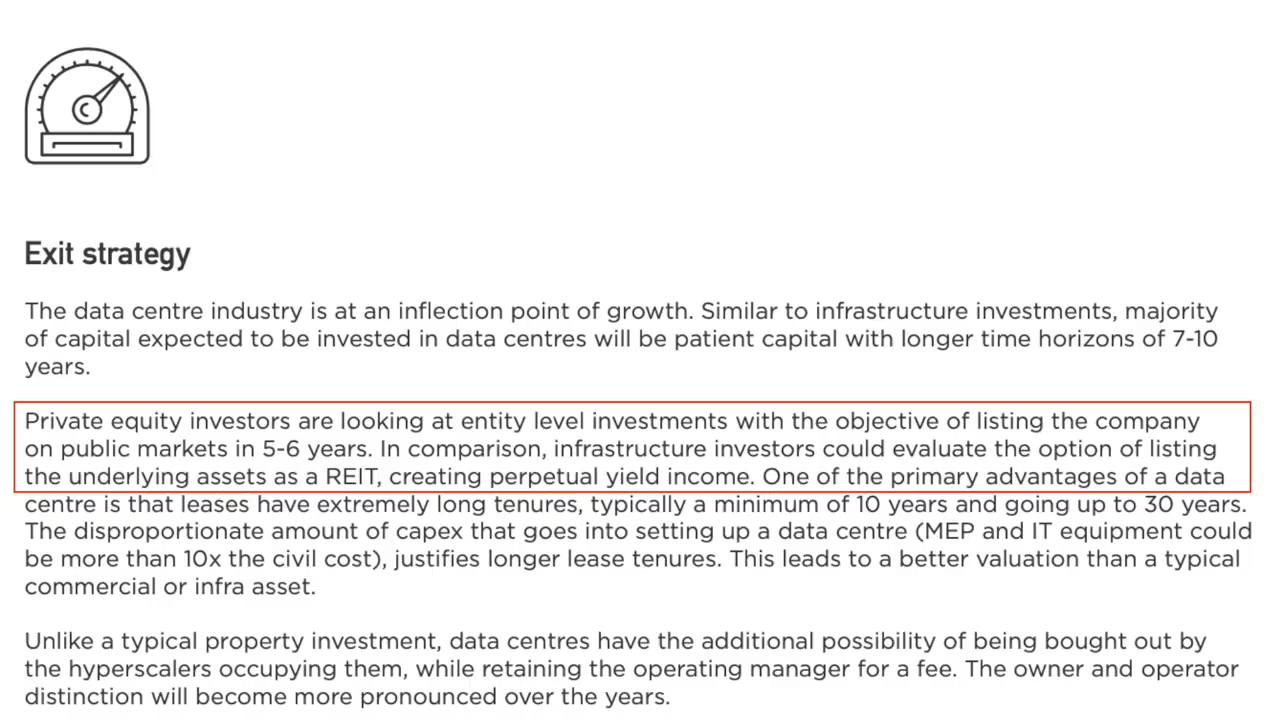 Exit strategy
The data centre industry is at an inflection point of growth. Similar to infrastructure investments, majority
of capital expected to be invested in data centres will be patient capital with longer time horizons of 7-10
years.
Private equity investors are looking at entity level investments with the objective of listing the company
on public markets in 5-6 years. In comparison, infrastructure investors could evaluate the option of listing
the underlying assets as a REIT, creating perpetual yield income. One of the primary advantages of a data
centre is that leases have extremely long tenures, typically a minimum of 10 years and going up to 30 years.
The disproportionate amount of capex that goes into setting up a data centre (MEP and IT equipment could
be more than 10x the civil cost), justifies longer lease tenures. This leads to a better valuation than a typical
commercial or infra asset.
Unlike a typical property investment, data centres have the additional possibility of being bought out by
the hyperscalers occupying them, while retaining the operating manager for a fee. The owner and operator
distinction will become more pronounced over the years.